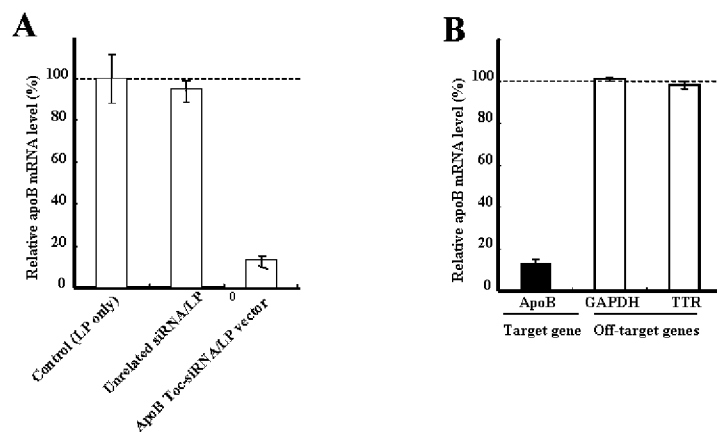 A
Relative apoB mRNA level (%)
100
80
60
40
20
0
0
Control (LP only)
Unrelated siRNA/LP
ApoB Toc-siRNA/LP vector
B
Relative apoB mRNA level (%)
100
80
60
40
20
0
ApoB GAPDH TTR
Target gene Off-target genes